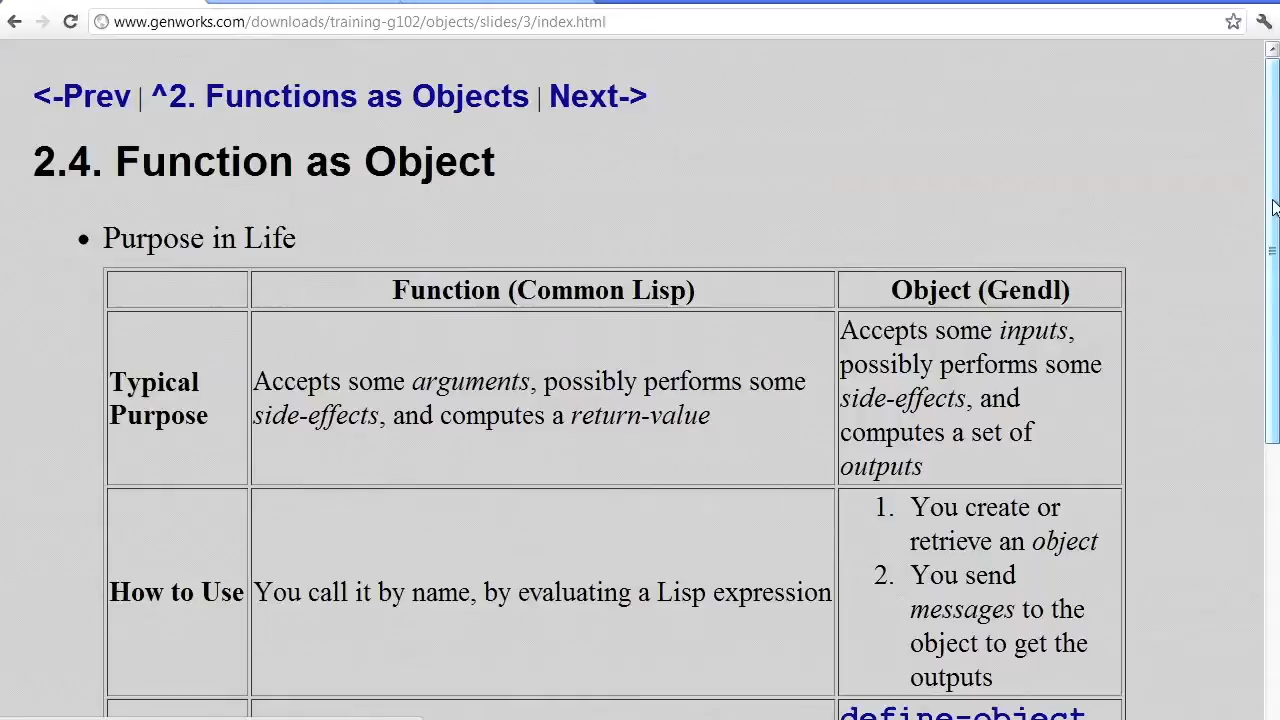 www.genworks.com/downloads/training-g102/objects/slides/3/index.html
<-Prev | ^2. Functions as Objects | Next->
2.4. Function as Object
• Purpose in Life
Function (Common Lisp)
Object (Gendl)
Typical
Purpose
Accepts some arguments, possibly performs some
side-effects, and computes a return-value
Accepts some inputs,
possibly performs some
side-effects, and
computes a set of
outputs
How to Use
You call it by name, by evaluating a Lisp expression
1. You create or
retrieve an object
2. You send
messages to the
object to get the
outputs
define-object